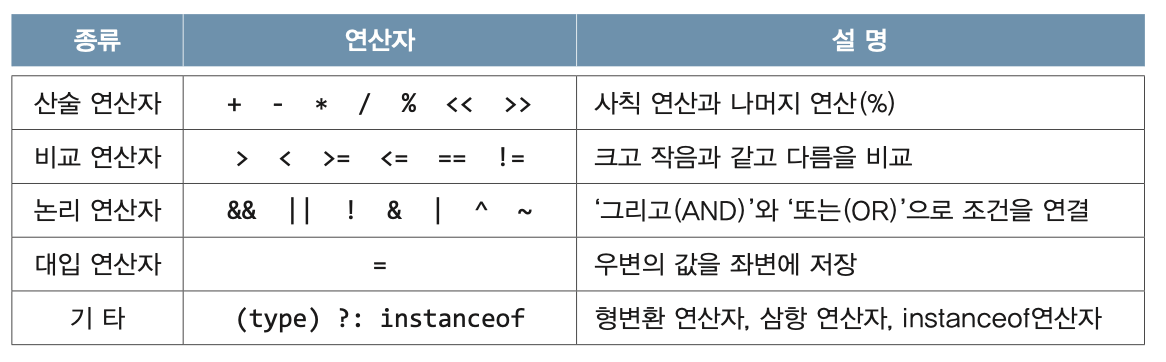 종류 연산자 설 명
산술 연산자 + - * / % << >> 사칙 연산과 나머지 연산(%)
비교 연산자 > < >= <= == != 크고 작음과 같고 다름을 비교
논리 연산자 && || ! & | ^ ~ ‘그리고(AND)’와 ‘또는(OR)’으로 조건을 연결
대입 연산자 = 우변의 값을 좌변에 저장
기 타 (type) ?: instanceof 형변환 연산자, 삼항 연산자, instanceof연산자